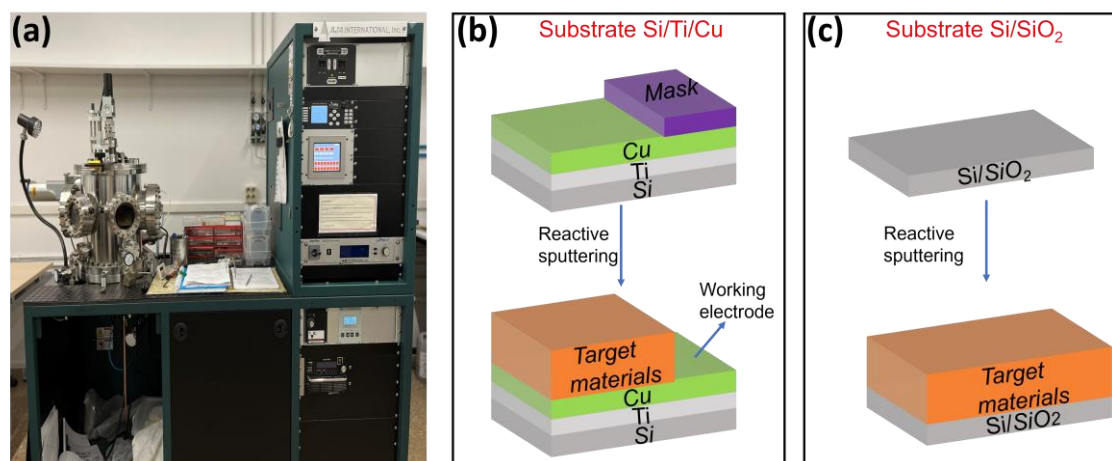 (a)
AJA INTERNATIONAL, Inc.
(b)
Substrate Si/Ti/Cu
Mask
Cu
Ti
Si
Reactive
sputtering
Working
electrode
Target
materials
Cu
Ti
Si
(c)
Substrate Si/SiO₂
Si/SiO₂
Reactive
sputtering
Target
materials
Si/SiO₂